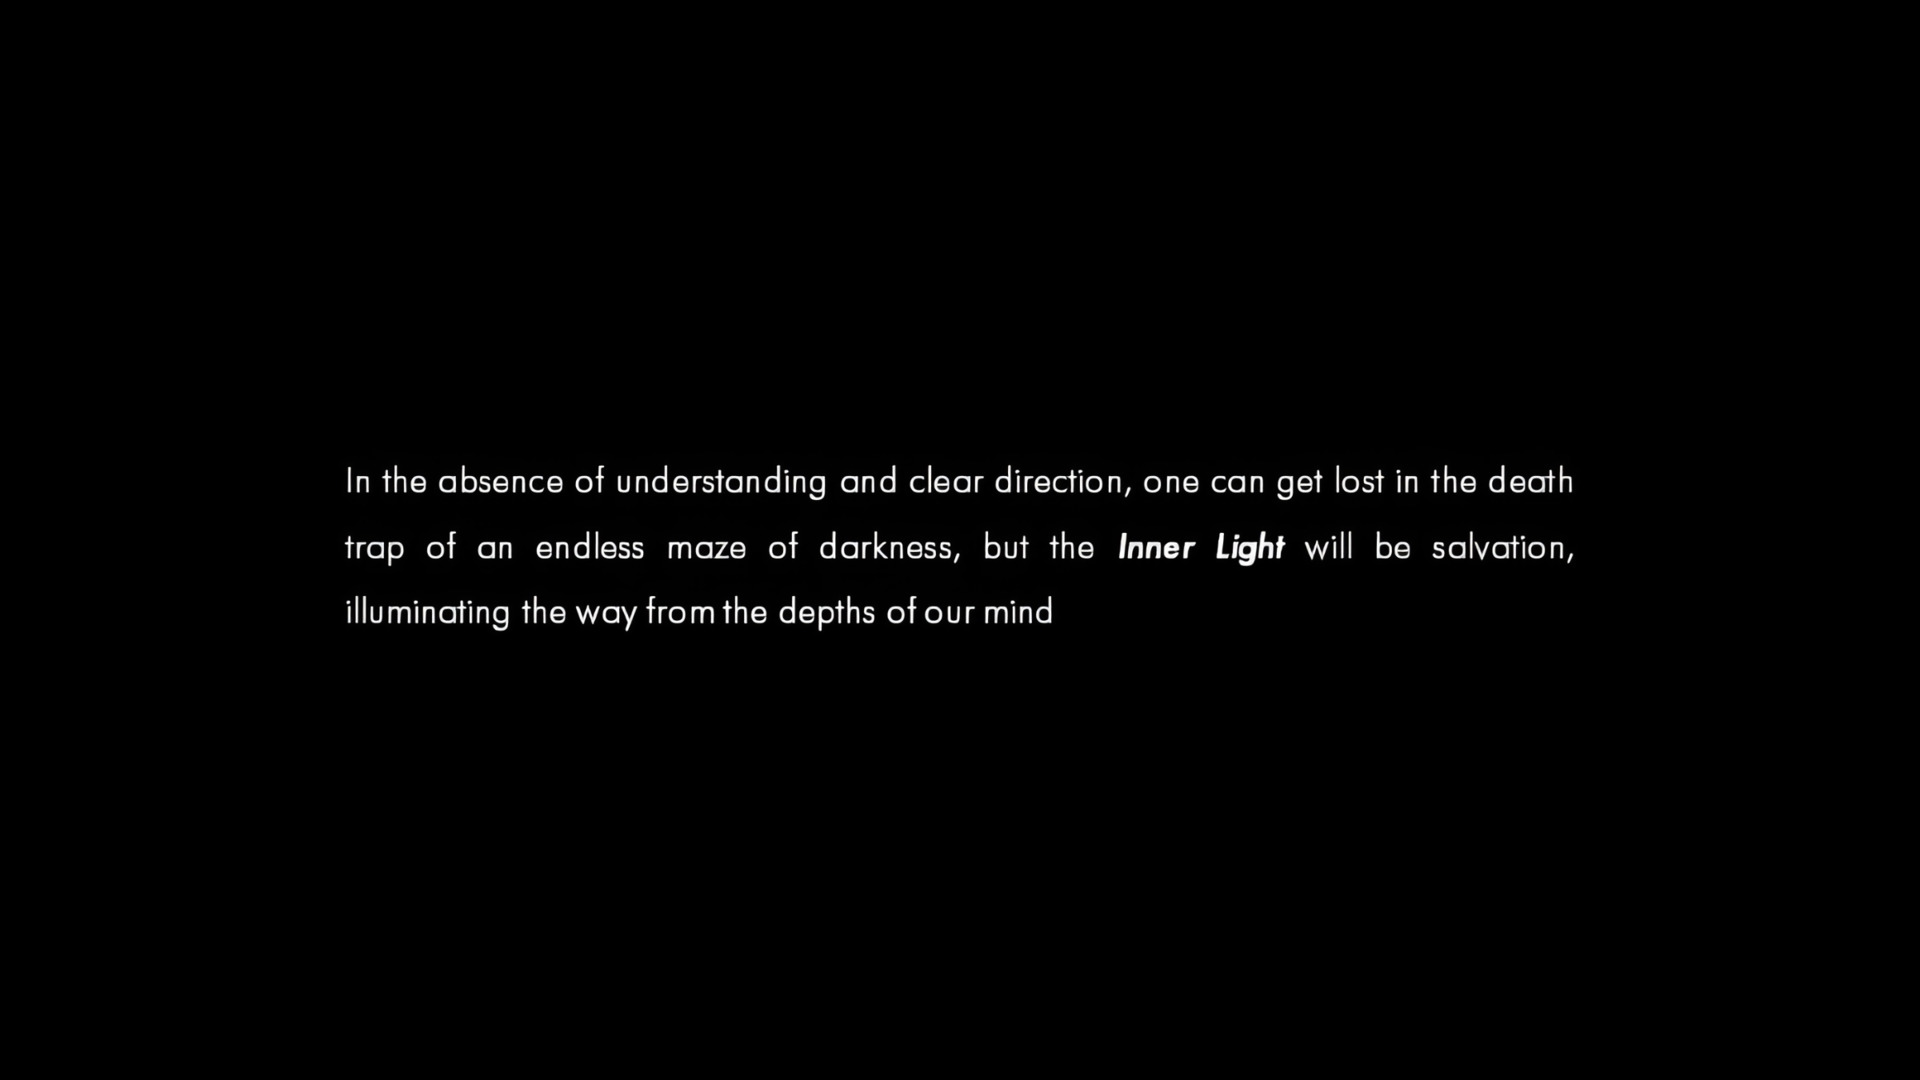 In the absence of understanding and clear direction, one can get lost in the death
trap of an endless maze of darkness, but the Inner Light will be salvation,
illuminating the way from the depths of our mind